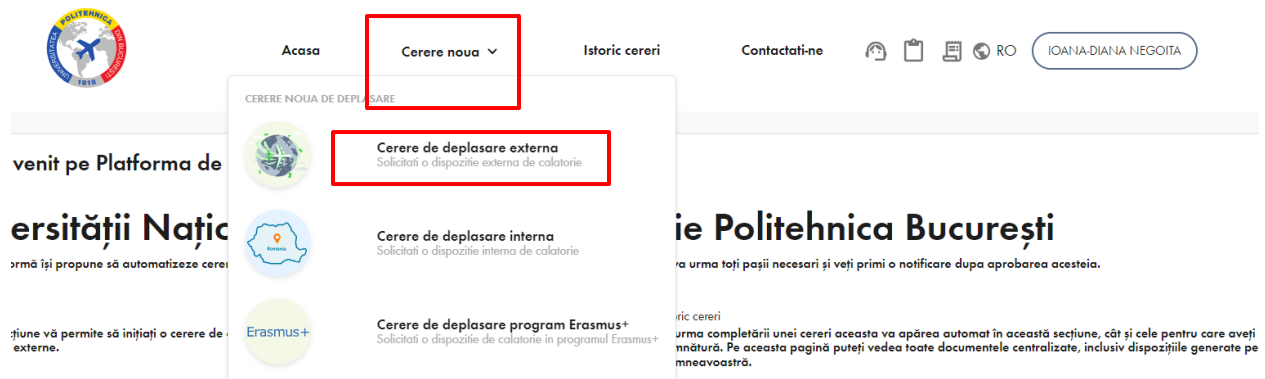 UNIVERSITATEA POLITEHNICA DIN BUCUREȘTI
1818
Acasa
Cerere noua
Istoric cereri
Contactati-ne
RO
IOANA-DIANA NEGOITA
CERERE NOUA DE DEPLASARE
Cerere de deplasare externa
Solicitati o dispozitie externa de calatorie
venit pe Platforma de
ersității Națic
ie Politehnica București
Romania
Cerere de deplasare interna
Solicitati o dispozitie interna de calatorie
ormă își propune să automatizeze cerer
va urma toți pașii necesari și veți primi o notificare dupa aprobarea acesteia.
oric cereri
Erasmus+
Cerere de deplasare program Erasmus+
Solicitati o dispozitie de calatorie in programul Erasmus+
cțiune vă permite să inițiați o cerere de
externe.
urma completării unei cereri aceasta va apărea automat în această secțiune, cât și cele pentru care aveți
mnătură. Pe aceasta pagină puteți vedea toate documentele centralizate, inclusiv dispozițiile generate pe
mneavoastră.